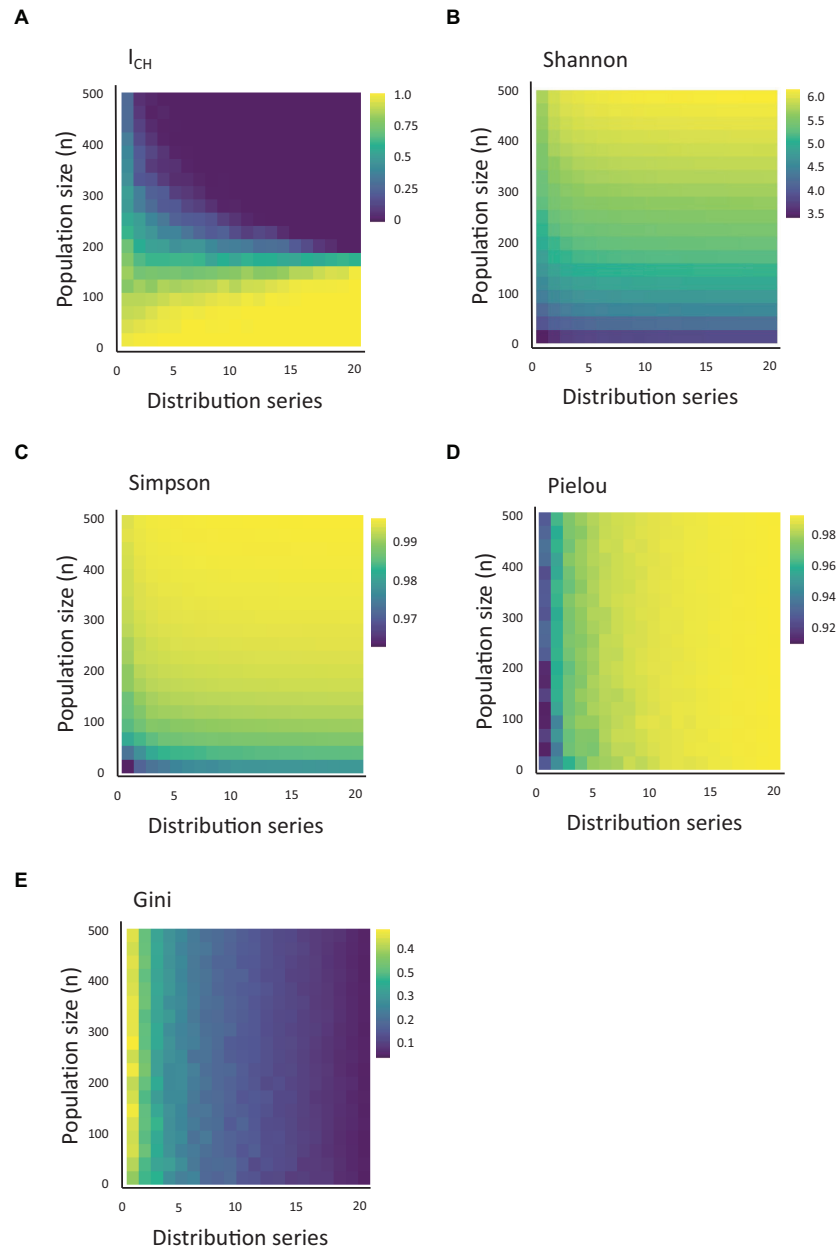 A
I_CH
Population size (n)
500
400
300
200
100
0
0 5 10 15 20
Distribution series
1.0
0.75
0.5
0.25
0
B
Shannon
Population size (n)
500
400
300
200
100
0
0 5 10 15 20
Distribution series
6.0
5.5
5.0
4.5
4.0
3.5
C
Simpson
Population size (n)
500
400
300
200
100
0
0 5 10 15 20
Distribution series
0.99
0.98
0.97
D
Pielou
Population size (n)
500
400
300
200
100
0
0 5 10 15 20
Distribution series
0.98
0.96
0.94
0.92
E
Gini
Population size (n)
500
400
300
200
100
0
0 5 10 15 20
Distribution series
0.4
0.5
0.3
0.2
0.1